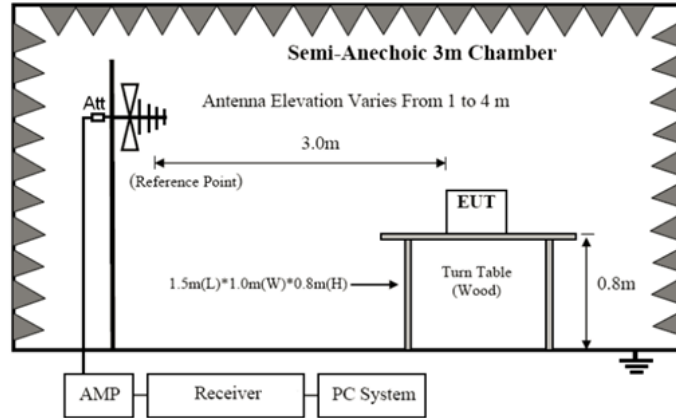 Semi-Anechoic 3m Chamber
Att
Antenna Elevation Varies From 1 to 4 m
3.0m
(Reference Point)
EUT
1.5m(L)*1.0m(W)*0.8m(H)
Turn Table
(Wood)
0.8m
AMP
Receiver
PC System